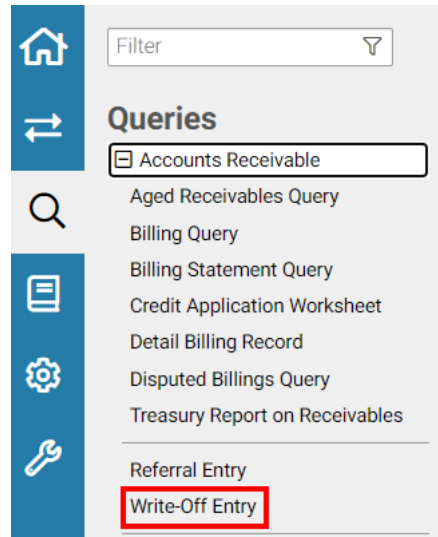 Filter
Queries
Accounts Receivable
Aged Receivables Query
Billing Query
Billing Statement Query
Credit Application Worksheet
Detail Billing Record
Disputed Billings Query
Treasury Report on Receivables
Referral Entry
Write-Off Entry